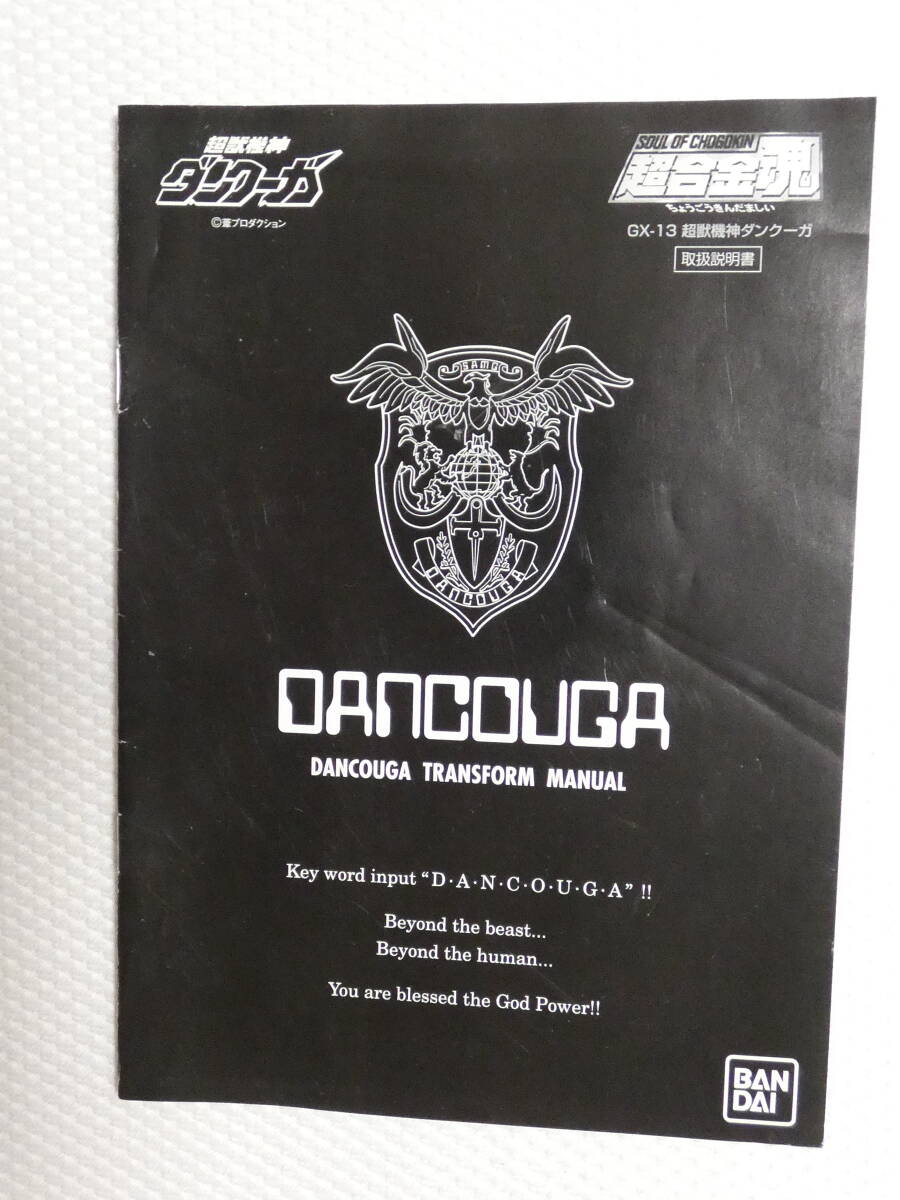 超獣機神
ダンクーガ
©葦プロダクション
SOUL OF CHOGOKIN
超合金魂
ちょうごうきんだましい
GX-13 超獣機神ダンクーガ
取扱説明書
SAMO
DANCOUGA
DANCOUGA
DANCOUGA TRANSFORM MANUAL
Key word input “D·A·N·C·O·U·G·A” !!
Beyond the beast...
Beyond the human...
You are blessed the God Power!!
BAN
DAI